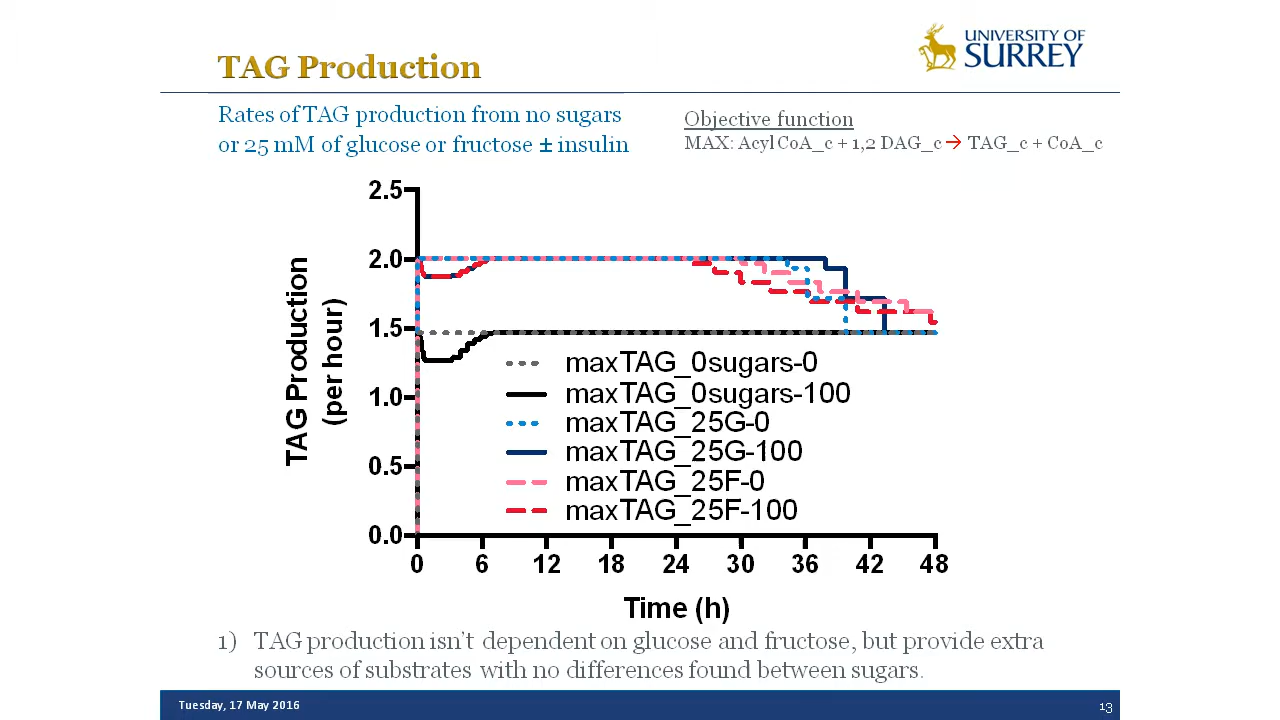 TAG Production
UNIVERSITY OF
SURREY
Rates of TAG production from no sugars
or 25 mM of glucose or fructose ± insulin
Objective function
MAX: Acyl CoA_c + 1,2 DAG_c → TAG_c + CoA_c
TAG Production
(per hour)
2.5
2.0
1.5
1.0
0.5
0.0
maxTAG_0sugars-0
maxTAG_0sugars-100
maxTAG_25G-0
maxTAG_25G-100
maxTAG_25F-0
maxTAG_25F-100
0 6 12 18 24 30 36 42 48
Time (h)
1) TAG production isn't dependent on glucose and fructose, but provide extra
sources of substrates with no differences found between sugars.
Tuesday, 17 May 2016
13